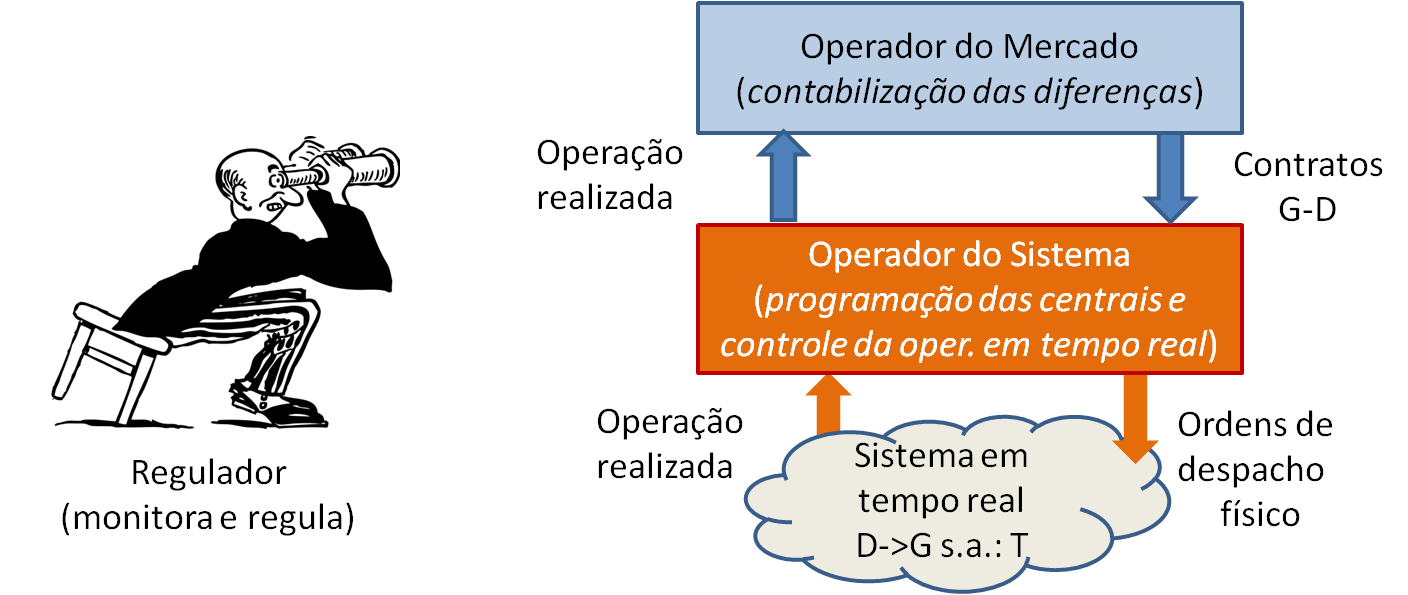 Operador do Mercado
(contabilização das diferenças)
Operação
realizada
Contratos
G-D
Operador do Sistema
(programação das centrais e
controle da oper. em tempo real)
Operação
realizada
Ordens de
despacho
físico
Sistema em
tempo real
D->G s.a.: T
Regulador
(monitora e regula)